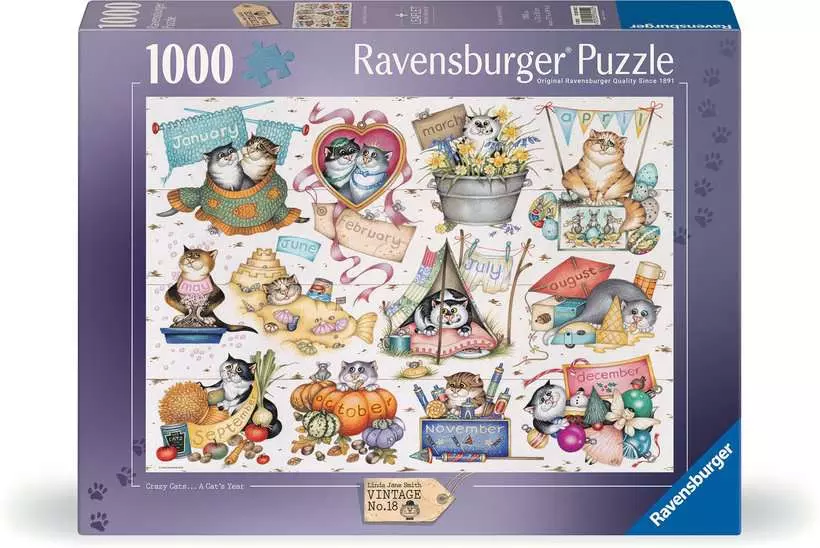 Ravensburger
Puzzle
1000
Ravensburger® Puzzle
Original Ravensburger Quality Since 1891
January
march
april
February
June
may
July
august
September
october
November
december
Crazy Cats... A Cat's Year
Linda Jane Smith
VINTAGE
No.18
Ravensburger